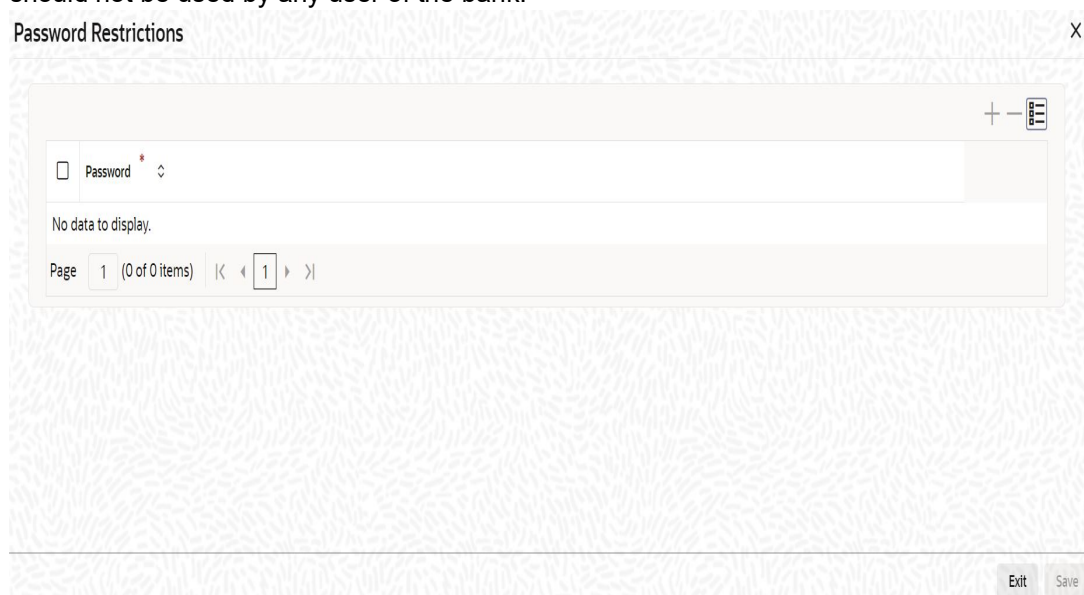 should not be used by any user of the bank.
Password Restrictions X
Password *
No data to display.
Page 1 (0 of 0 items) 1
Exit Save